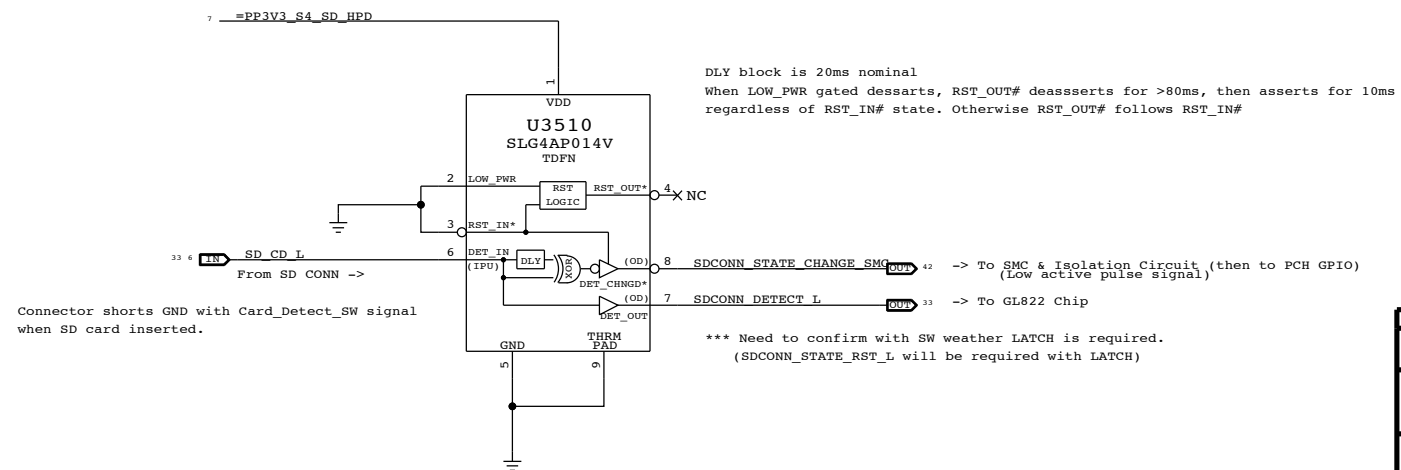 7 =PP3V3_S4_SD_HPD
DLY block is 20ms nominal
When LOW_PWR gated dessarts, RST_OUT# deassserts for >80ms, then asserts for 10ms
regardless of RST_IN# state. Otherwise RST_OUT# follows RST_IN#
1
VDD
U3510
SLG4AP014V
TDFN
2 LOW_PWR RST LOGIC RST_OUT* 4 NC
3 RST_IN*
33 6 IN SD_CD_L 6 DET_IN DLY XOR (OD) 8 SDCONN_STATE_CHANGE_SMC OUT 42 -> To SMC & Isolation Circuit (then to PCH GPIO)
(IPU)
From SD CONN ->
(Low active pulse signal)
DET_CHNGD*
(OD) 7 SDCONN_DETECT_L OUT 33 -> To GL822 Chip
DET_OUT
Connector shorts GND with Card_Detect_SW signal
when SD card inserted.
*** Need to confirm with SW weather LATCH is required.
(SDCONN_STATE_RST_L will be required with LATCH)
GND THRM PAD
5 9